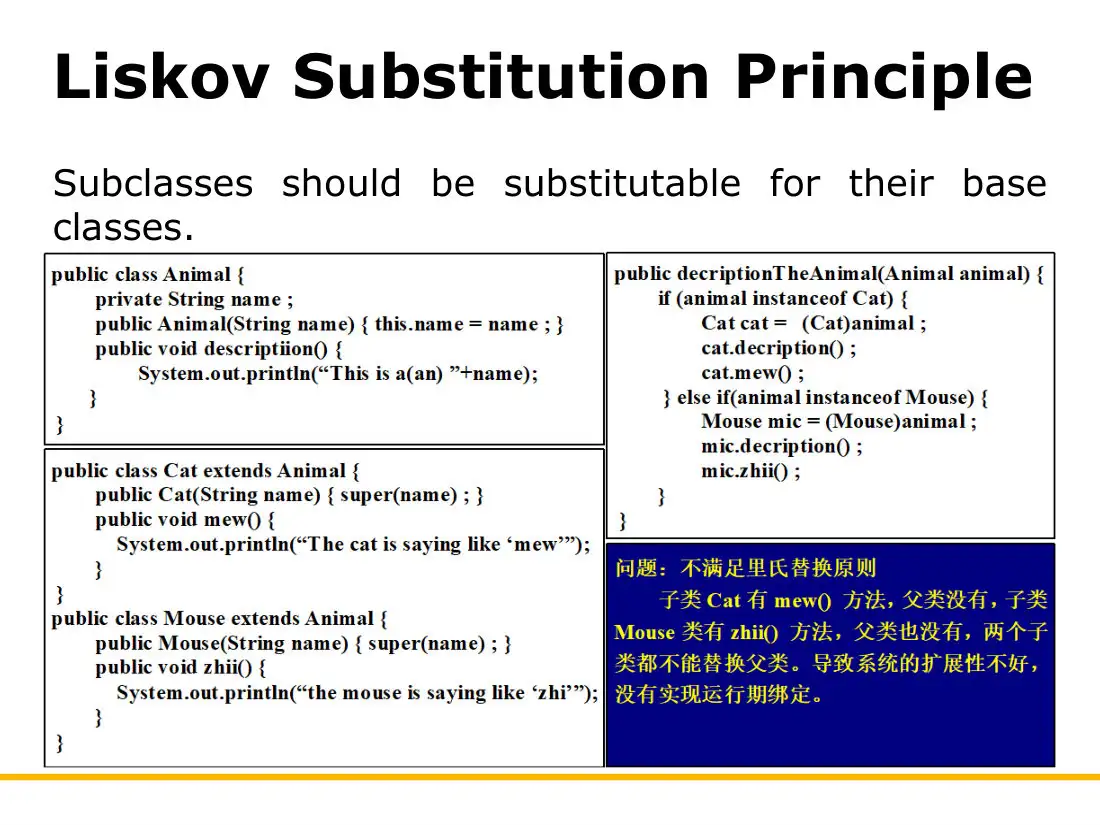 Liskov Substitution Principle
Subclasses should be substitutable for their base
classes.
public class Animal {
private String name ;
public Animal(String name) { this.name = name ; }
public void descriptiion() {
System.out.println(“This is a(an) ”+name);
}
}
public class Cat extends Animal {
public Cat(String name) { super(name) ; }
public void mew() {
System.out.println(“The cat is saying like ‘mew’”);
}
}
public class Mouse extends Animal {
public Mouse(String name) { super(name) ; }
public void zhii() {
System.out.println(“the mouse is saying like ‘zhi’”);
}
}
public decriptionTheAnimal(Animal animal) {
if (animal instanceof Cat) {
Cat cat = (Cat)animal ;
cat.decription() ;
cat.mew() ;
} else if(animal instanceof Mouse) {
Mouse mic = (Mouse)animal ;
mic.decription() ;
mic.zhii() ;
}
}
问题：不满足里氏替换原则
子类 Cat 有 mew() 方法，父类没有，子类
Mouse 类有 zhii() 方法，父类也没有，两个子
类都不能替换父类。导致系统的扩展性不好，
没有实现运行期绑定。